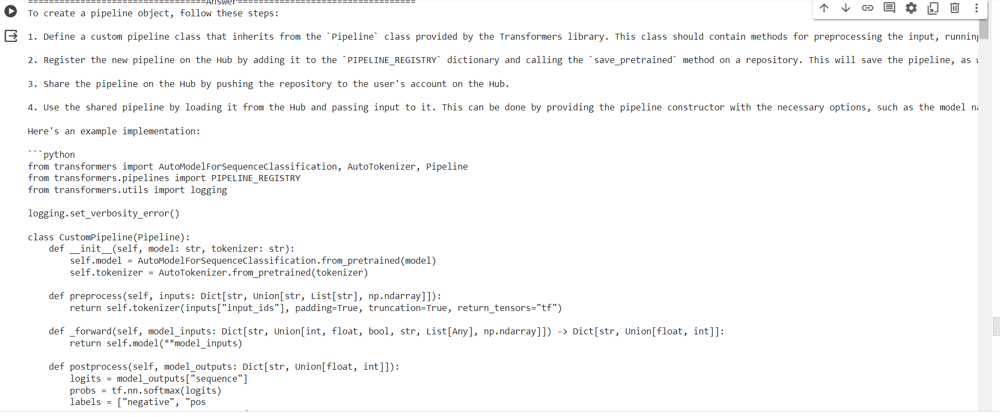 ==================================Answer==================================
To create a pipeline object, follow these steps:
1. Define a custom pipeline class that inherits from the `Pipeline` class provided by the Transformers library. This class should contain methods for preprocessing the input, running
2. Register the new pipeline on the Hub by adding it to the `PIPELINE_REGISTRY` dictionary and calling the `save_pretrained` method on a repository. This will save the pipeline, as
3. Share the pipeline on the Hub by pushing the repository to the user's account on the Hub.
4. Use the shared pipeline by loading it from the Hub and passing input to it. This can be done by providing the pipeline constructor with the necessary options, such as the model
Here's an example implementation:
```python
from transformers import AutoModelForSequenceClassification, AutoTokenizer, Pipeline
from transformers.pipelines import PIPELINE_REGISTRY
from transformers.utils import logging
logging.set_verbosity_error()
class CustomPipeline(Pipeline):
    def __init__(self, model: str, tokenizer: str):
        self.model = AutoModelForSequenceClassification.from_pretrained(model)
        self.tokenizer = AutoTokenizer.from_pretrained(tokenizer)
    def preprocess(self, inputs: Dict[str, Union[str, List[str], np.ndarray]]):
        return self.tokenizer(inputs["input_ids"], padding=True, truncation=True, return_tensors="tf")
    def _forward(self, model_inputs: Dict[str, Union[int, float, bool, str, List[Any], np.ndarray]]) -> Dict[str, Union[float, int]]:
        return self.model(**model_inputs)
    def postprocess(self, model_outputs: Dict[str, Union[float, int]]):
        logits = model_outputs["sequence"]
        probs = tf.nn.softmax(logits)
        labels = ["negative", "pos